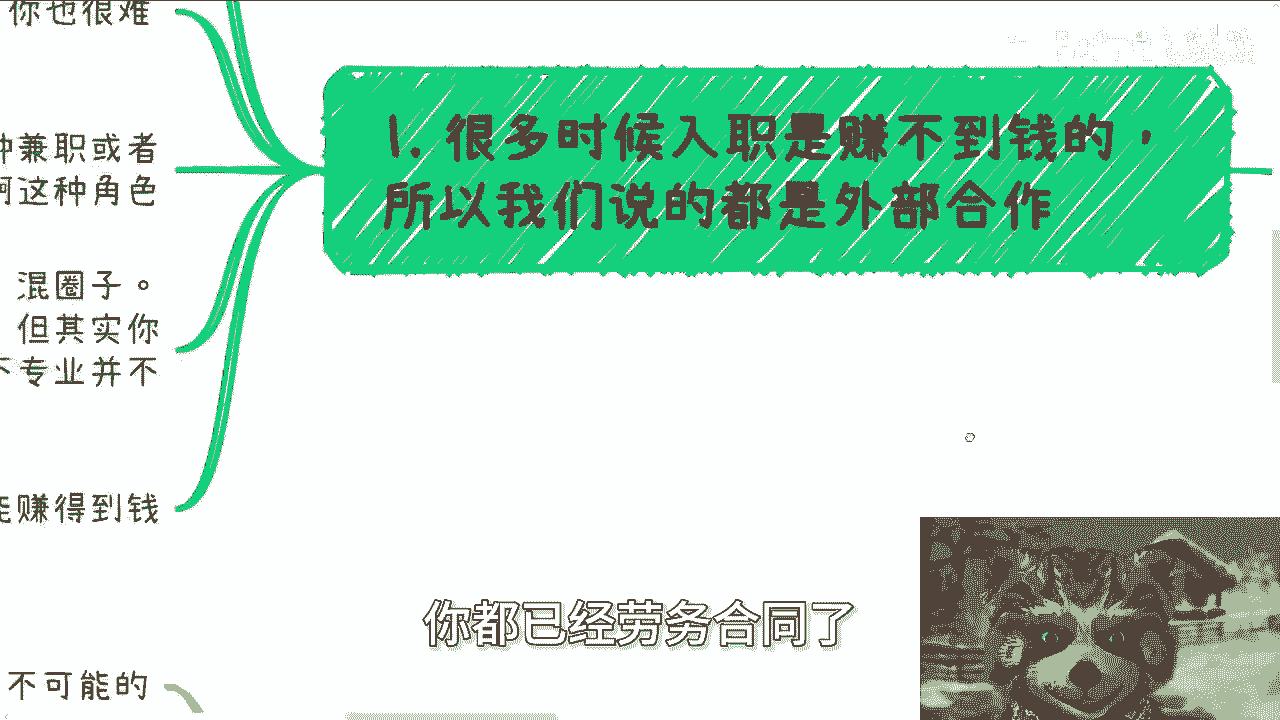 你也很难
1. 很多时候入职是赚不到钱的，
所以我们说的都是外部合作
种兼职或者
啊这种角色
混圈子。
但其实你
不专业并不
能赚得到钱
你都已经劳务合同了
不可能的